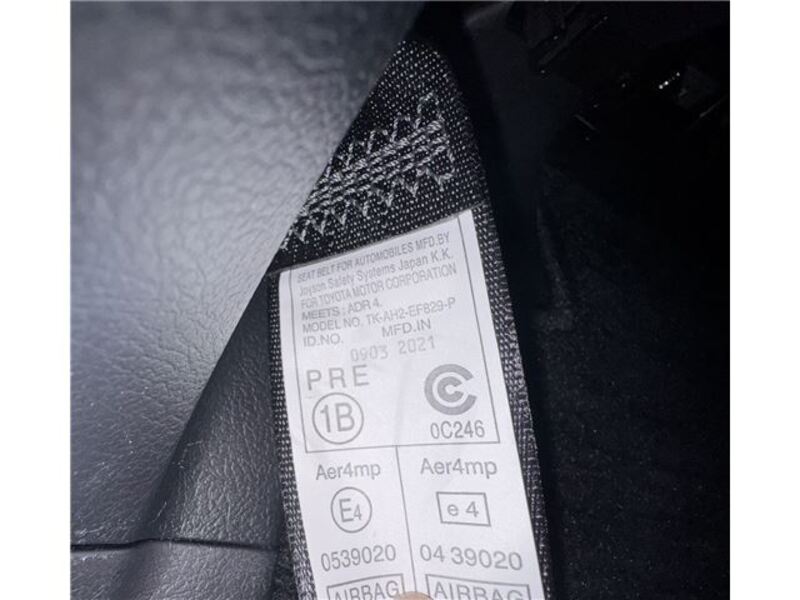 SEAT BELT FOR AUTOMOBILES MFD.BY
Joyson Safety Systems Japan K.K.
FOR TOYOTA MOTOR CORPORATION
MEETS: ADR 4,
MODEL NO. TK-AH2-EF829-P
ID.NO. MFD.IN
0903 2021
PRE
1B
0C246
Aer4mp Aer4mp
E4 e 4
0539020 04 39020
AIRBAG AIRBAG